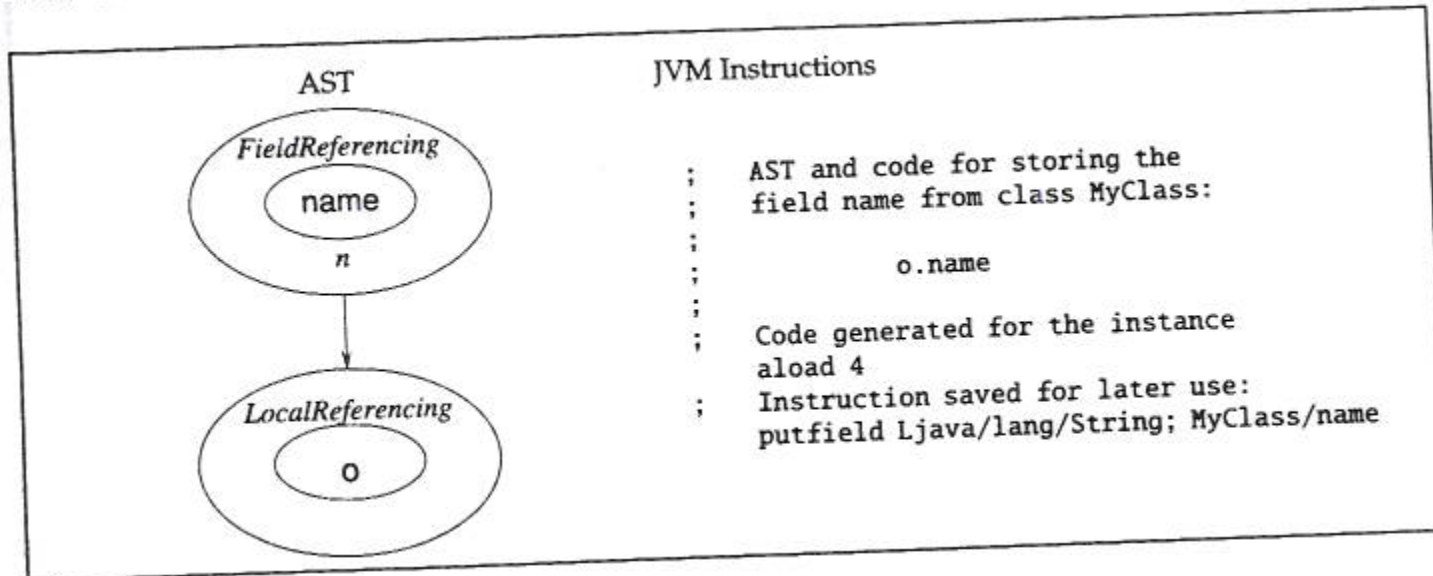 AST
JVM Instructions
FieldReferencing
name
n
LocalReferencing
o
; AST and code for storing the
; field name from class MyClass:
;
; o.name
;
; Code generated for the instance
aload 4
; Instruction saved for later use:
putfield Ljava/lang/String; MyClass/name